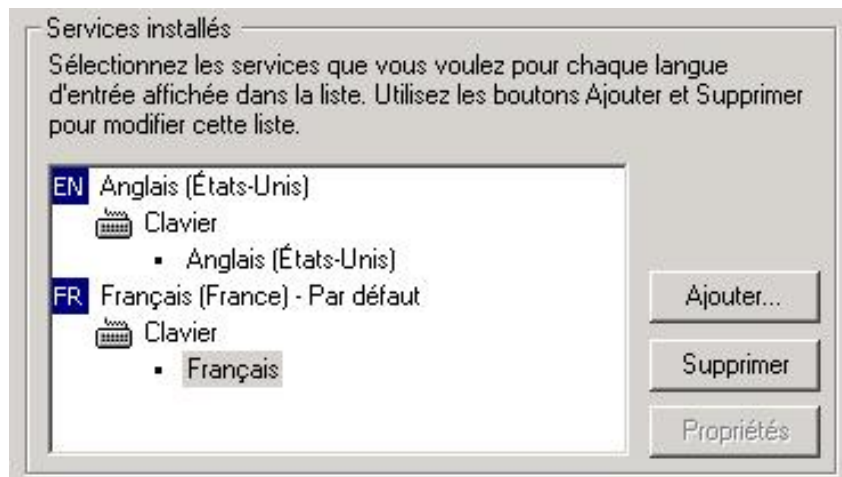 Services installés
Sélectionnez les services que vous voulez pour chaque langue
d'entrée affichée dans la liste. Utilisez les boutons Ajouter et Supprimer
pour modifier cette liste.
EN Anglais (États-Unis)
Clavier
▪ Anglais (États-Unis)
FR Français (France) - Par défaut
Clavier
▪ Français
Ajouter...
Supprimer
Propriétés